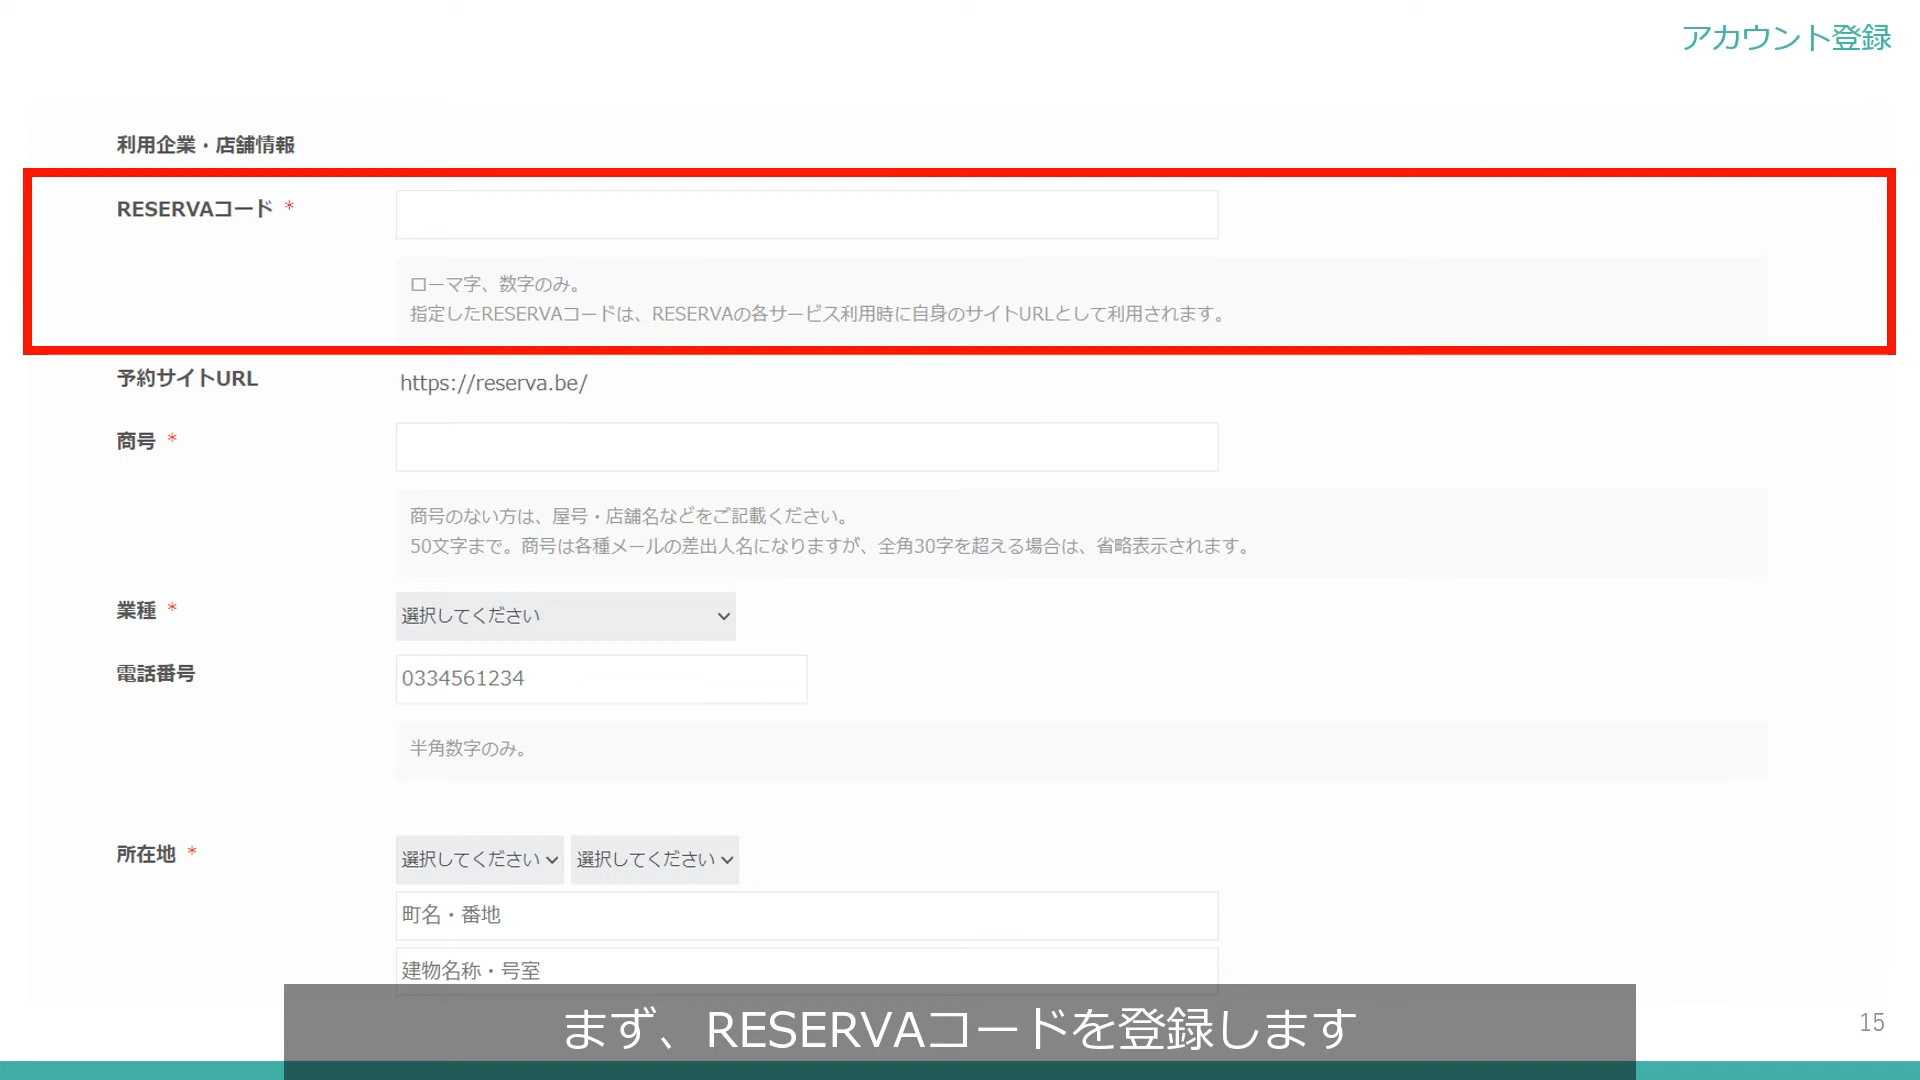 アカウント登録
利用企業・店舗情報
RESERVAコード *
ローマ字、数字のみ。
指定したRESERVAコードは、RESERVAの各サービス利用時に自身のサイトURLとして利用されます。
予約サイトURL
https://reserva.be/
商号 *
商号のない方は、屋号・店舗名などをご記載ください。
50文字まで。商号は各種メールの差出人名になりますが、全角30字を超える場合は、省略表示されます。
業種 *
選択してください
電話番号
0334561234
半角数字のみ。
所在地 *
選択してください 選択してください
町名・番地
建物名称・号室
まず、RESERVAコードを登録します
15